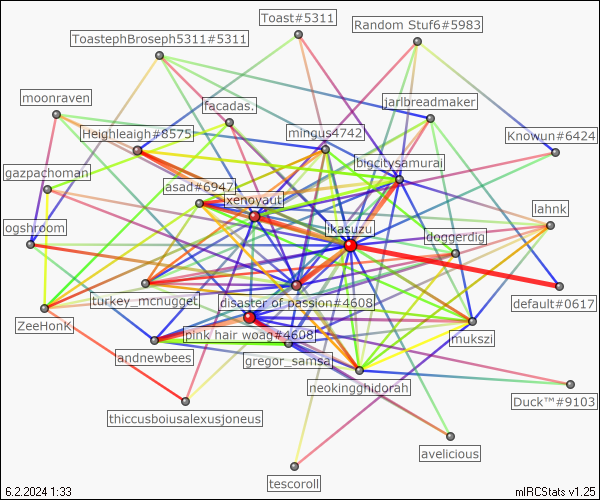 Toast#5311
Random Stuf6#5983
ToastephBroseph5311#5311
moonraven
facadas.
jarlbreadmaker
Heighleaigh#8575
mingus4742
Knowun#6424
bigcitysamurai
gazpachoman
asad#6947
xenoyaut
lahnk
ogshroom
ikasuzu
doggerdig
turkey_mcnugget
disaster of passion#4608
default#0617
ZeeHonK
pink hair woag#4608
mukszi
andnewbees
gregor_samsa
neokingghidorah
thiccusboiusalexusjoneus
Duck™#9103
avelicious
tescoroll
6.2.2024 1:33
mIRCStats v1.25